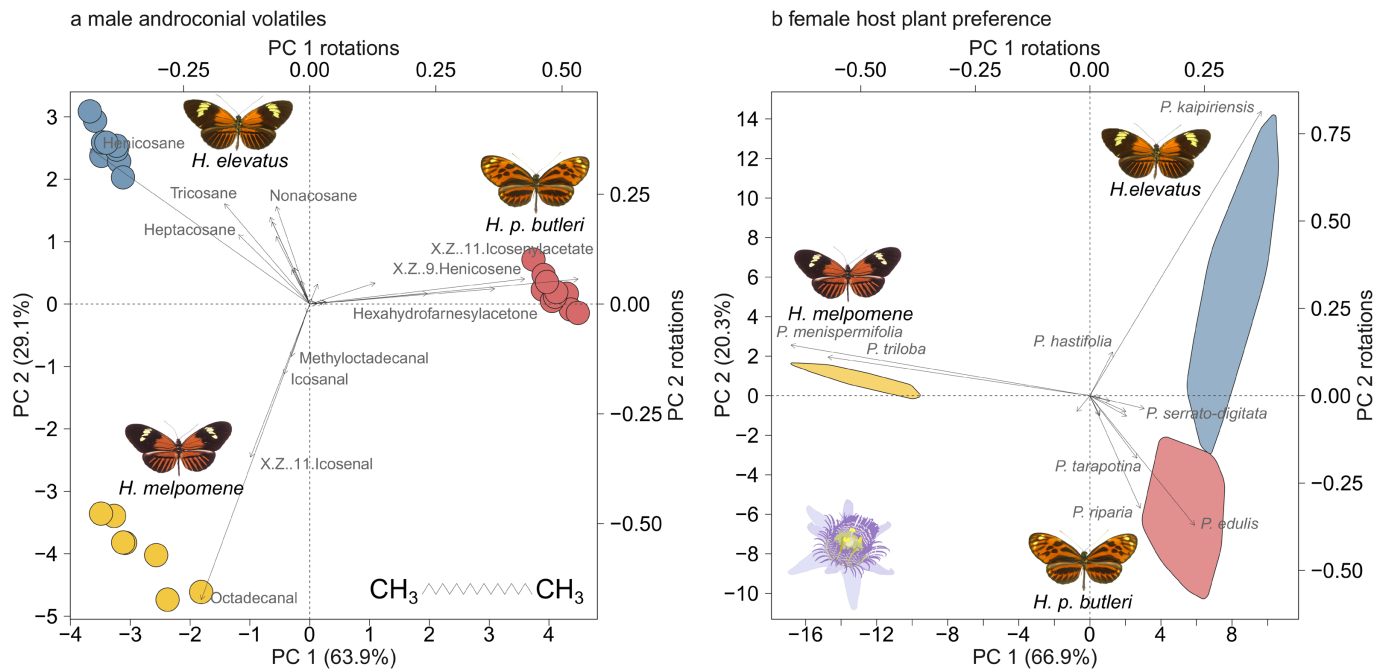 a male androconial volatiles
PC 1 rotations
−0.25 0.00 0.25 0.50
3
2
1
0
−1
−2
−3
−4
−5
PC 2 (29.1%)
Henicosane
H. elevatus
Tricosane
Nonacosane
Heptacosane
H. p. butleri
X.Z..11.Icosenylacetate
X.Z..9.Henicosene
Hexahydrofarnesylacetone
Methyloctadecanal
Icosanal
X.Z..11.Icosenal
H. melpomene
Octadecanal
CH3 CH3
0.25
0.00
−0.25
−0.50
PC 2 rotations
−4 −3 −2 −1 0 1 2 3 4
PC 1 (63.9%)
b female host plant preference
PC 1 rotations
−0.50 −0.25 0.00 0.25
14
12
10
8
6
4
2
0
−2
−4
−6
−8
−10
PC 2 (20.3%)
P. kaipiriensis
H.elevatus
H. melpomene
P. menispermifolia
P. triloba
P. hastifolia
P. serrato-digitata
P. tarapotina
P. riparia
P. edulis
H. p. butleri
0.75
0.50
0.25
0.00
−0.25
−0.50
PC 2 rotations
−16 −12 −8 −4 0 4 8
PC 1 (66.9%)